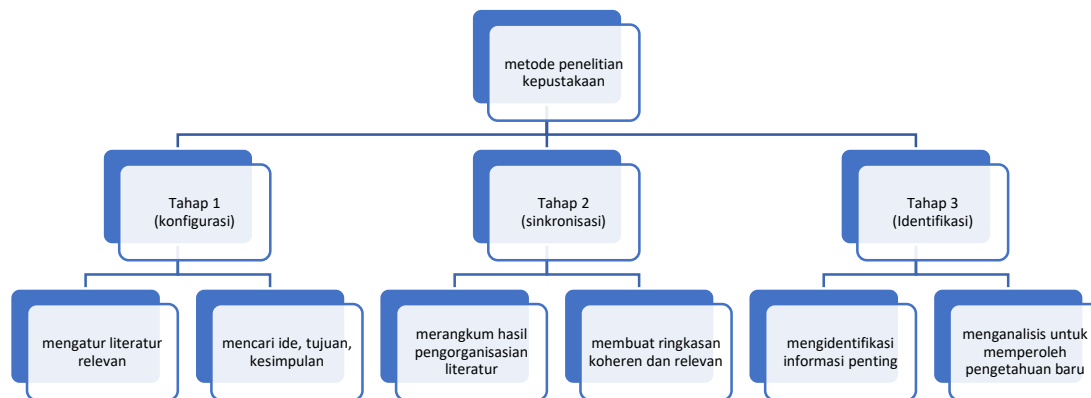 metode penelitian
kepustakaan
Tahap 1
(konfigurasi)
Tahap 2
(sinkronisasi)
Tahap 3
(Identifikasi)
mengatur literatur
relevan
mencari ide, tujuan,
kesimpulan
merangkum hasil
pengorganisasian
literatur
membuat ringkasan
koheren dan relevan
mengidentifikasi
informasi penting
menganalisis untuk
memperoleh
pengetahuan baru